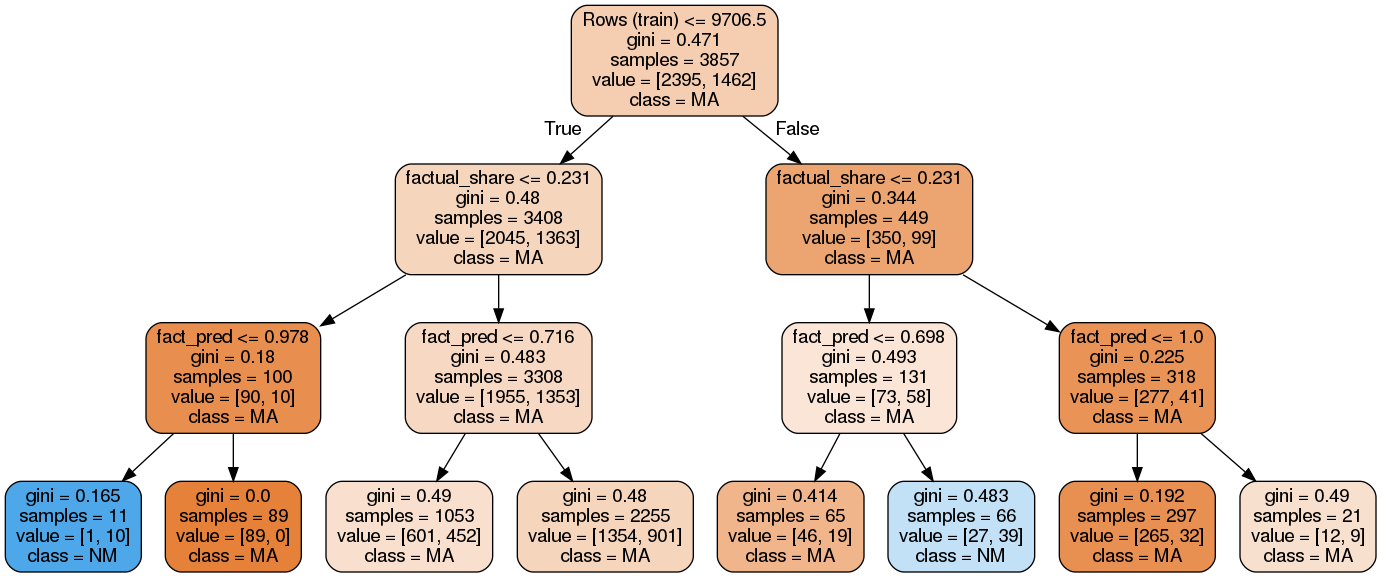 Rows (train) <= 9706.5
gini = 0.471
samples = 3857
value = [2395, 1462]
class = MA
True
False
factual_share <= 0.231
gini = 0.48
samples = 3408
value = [2045, 1363]
class = MA
factual_share <= 0.231
gini = 0.344
samples = 449
value = [350, 99]
class = MA
fact_pred <= 0.978
gini = 0.18
samples = 100
value = [90, 10]
class = MA
fact_pred <= 0.716
gini = 0.483
samples = 3308
value = [1955, 1353]
class = MA
fact_pred <= 0.698
gini = 0.493
samples = 131
value = [73, 58]
class = MA
fact_pred <= 1.0
gini = 0.225
samples = 318
value = [277, 41]
class = MA
gini = 0.165
samples = 11
value = [1, 10]
class = NM
gini = 0.0
samples = 89
value = [89, 0]
class = MA
gini = 0.49
samples = 1053
value = [601, 452]
class = MA
gini = 0.48
samples = 2255
value = [1354, 901]
class = MA
gini = 0.414
samples = 65
value = [46, 19]
class = MA
gini = 0.483
samples = 66
value = [27, 39]
class = NM
gini = 0.192
samples = 297
value = [265, 32]
class = MA
gini = 0.49
samples = 21
value = [12, 9]
class = MA